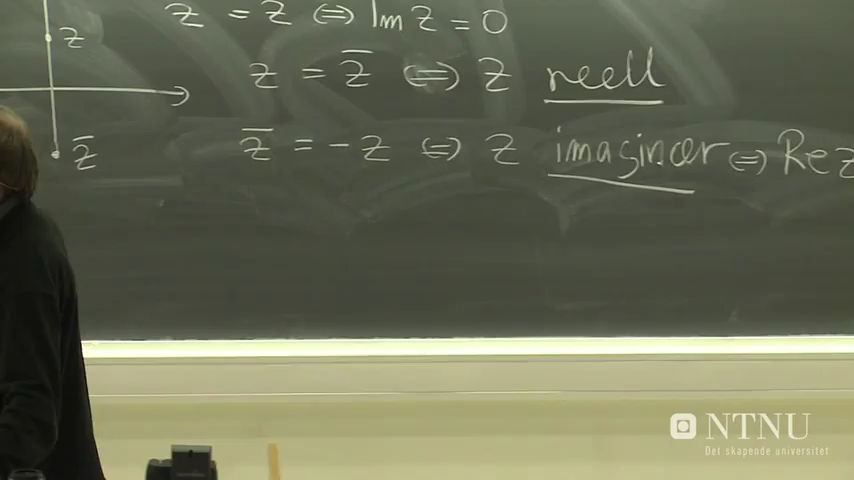 z = z ⇔ Im z = 0
z
z = z̅ ⇔ z reell
z̅
z̅ = -z ⇔ z imaginær ⇔ Re z
NTNU
Det skapende universitet